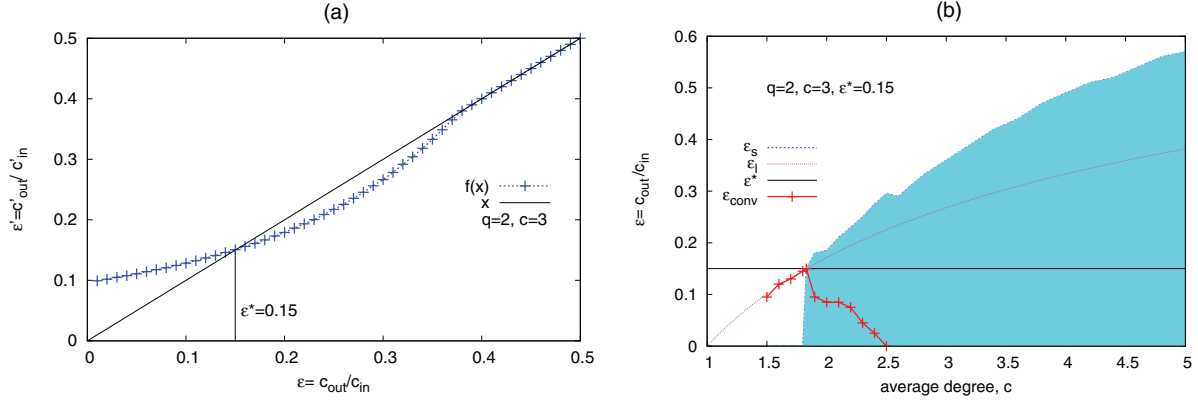 (a)
0.5
0.4
0.3
0.2
0.1
0
ε'=c'out/ c'in
f(x)
x
q=2, c=3
ε*=0.15
0 0.1 0.2 0.3 0.4 0.5
ε= cout/cin
(b)
0.6
0.5
0.4
0.3
0.2
0.1
0
ε= cout/cin
q=2, c=3, ε*=0.15
εs
εl
ε*
εconv
1 1.5 2 2.5 3 3.5 4 4.5 5
average degree, c